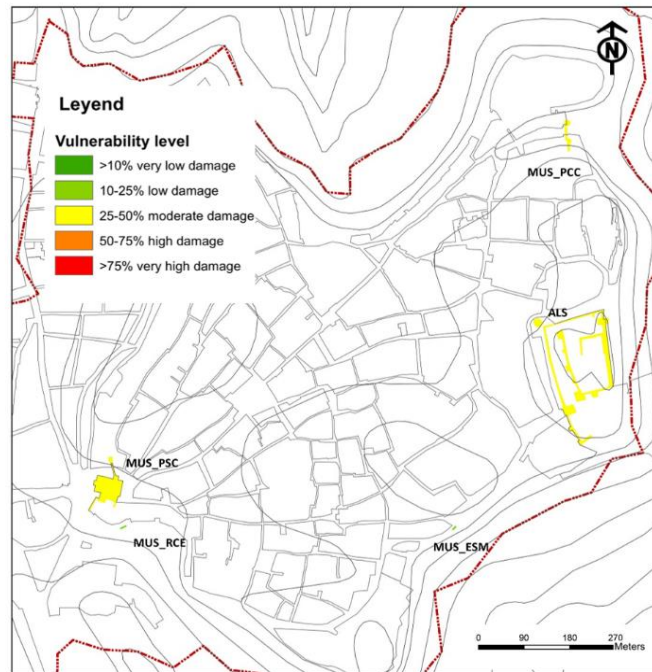 N
Leyend
Vulnerability level
>10% very low damage
10-25% low damage
25-50% moderate damage
50-75% high damage
>75% very high damage
MUS_PCC
ALS
MUS_PSC
MUS_RCE
MUS_ESM
0 90 180 270
Meters